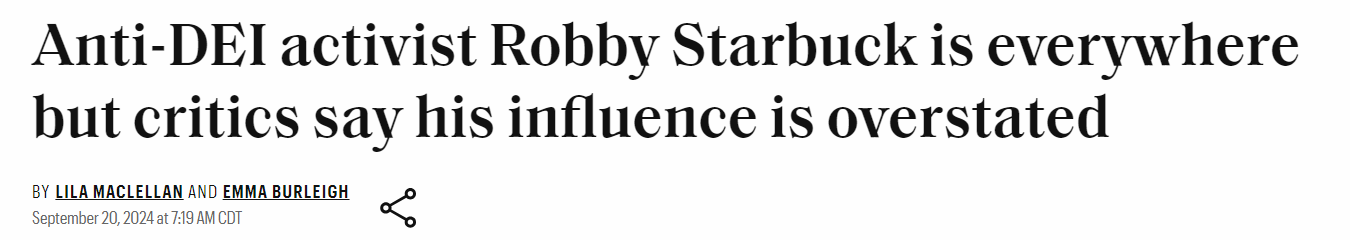 Anti-DEI activist Robby Starbuck is everywhere
but critics say his influence is overstated
BY LILA MACLELLAN AND EMMA BURLEIGH
September 20, 2024 at 7:19 AM CDT